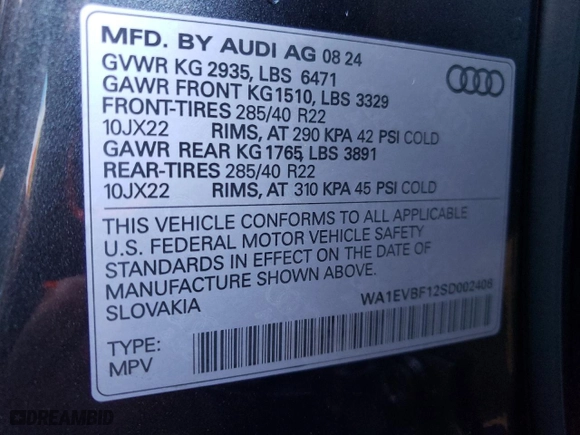 MFD. BY AUDI AG 08 24
GVWR KG 2935, LBS 6471
GAWR FRONT KG1510, LBS 3329
FRONT-TIRES 285/40 R22
10JX22 RIMS, AT 290 KPA 42 PSI COLD
GAWR REAR KG 1765, LBS 3891
REAR-TIRES 285/40 R22
10JX22 RIMS, AT 310 KPA 45 PSI COLD
THIS VEHICLE CONFORMS TO ALL APPLICABLE
U.S. FEDERAL MOTOR VEHICLE SAFETY
STANDARDS IN EFFECT ON THE DATE OF
MANUFACTURE SHOWN ABOVE.
SLOVAKIA
WA1EVBF12SD002408
TYPE:
MPV
DREAMBID